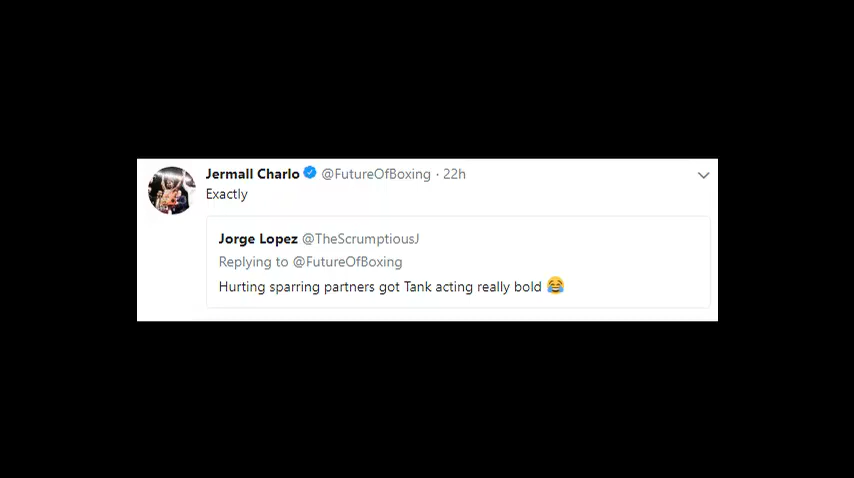 Jermall Charlo @FutureOfBoxing · 22h
Exactly
Jorge Lopez @TheScrumptiousJ
Replying to @FutureOfBoxing
Hurting sparring partners got Tank acting really bold 😂